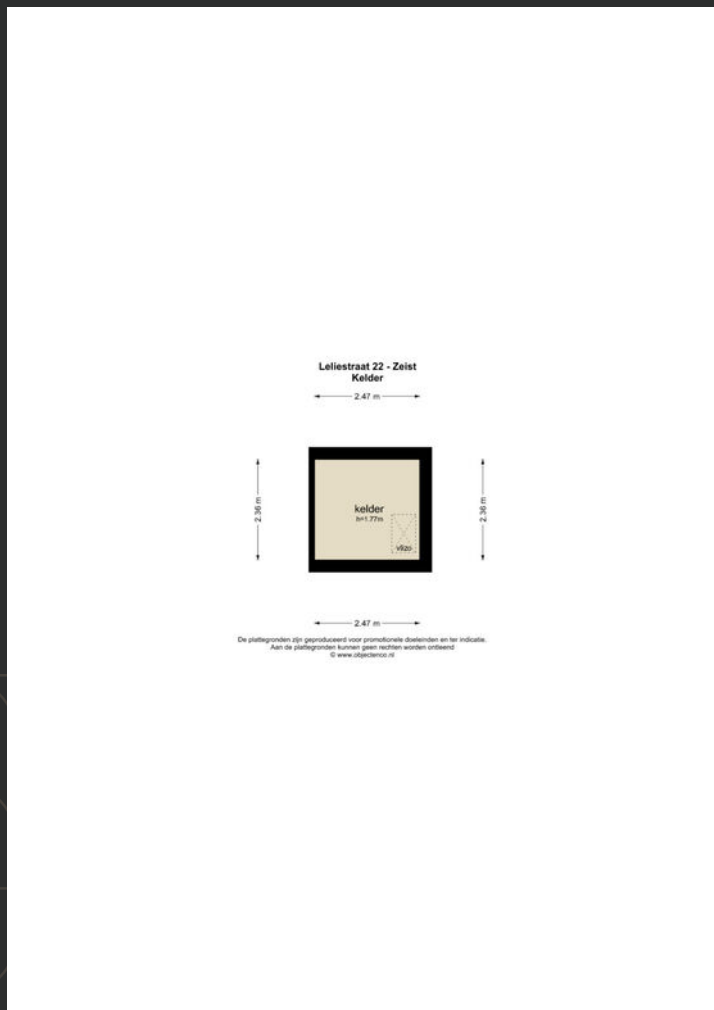 Leliestraat 22 - Zeist
Kelder
2.47 m
2.36 m
2.36 m
kelder
h=1.77m
vlizo
2.47 m
De plattegronden zijn geproduceerd voor promotionele doeleinden en ter indicatie.
Aan de plattegronden kunnen geen rechten worden ontleend
© www.objectenco.nl